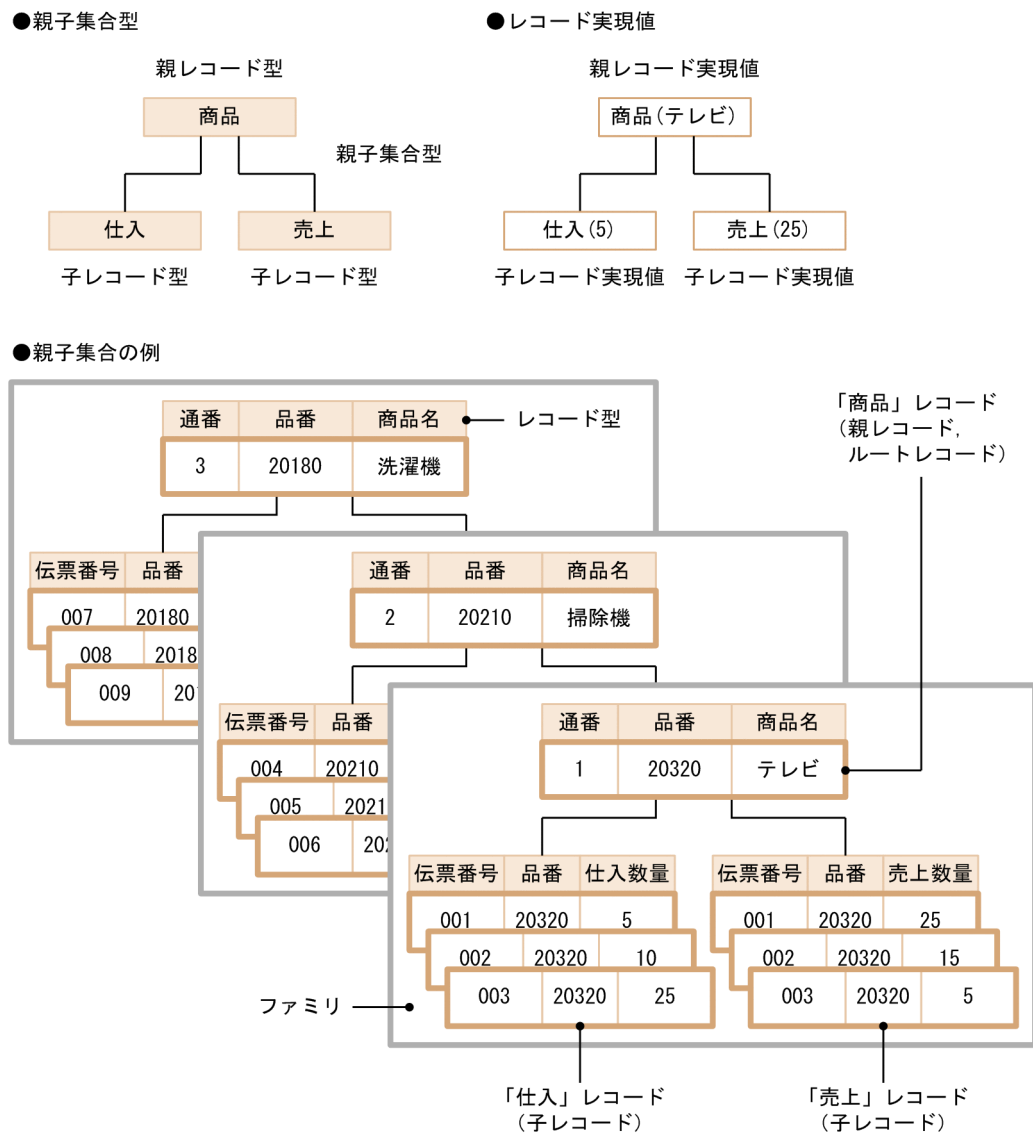 ●親子集合型
親レコード型
商品
親子集合型
仕入
売上
子レコード型
子レコード型
●レコード実現値
親レコード実現値
商品(テレビ)
仕入(5)
売上(25)
子レコード実現値
子レコード実現値
●親子集合の例
通番 品番 商品名
3 20180 洗濯機
レコード型
「商品」レコード
(親レコード,
ルートレコード)
伝票番号 品番
007 20180
008 2018
009 201
通番 品番 商品名
2 20210 掃除機
伝票番号 品番
004 20210
005 2021
006 202
通番 品番 商品名
1 20320 テレビ
伝票番号 品番 仕入数量
001 20320 5
002 20320 10
003 20320 25
伝票番号 品番 売上数量
001 20320 25
002 20320 15
003 20320 5
ファミリ
「仕入」レコード
(子レコード)
「売上」レコード
(子レコード)